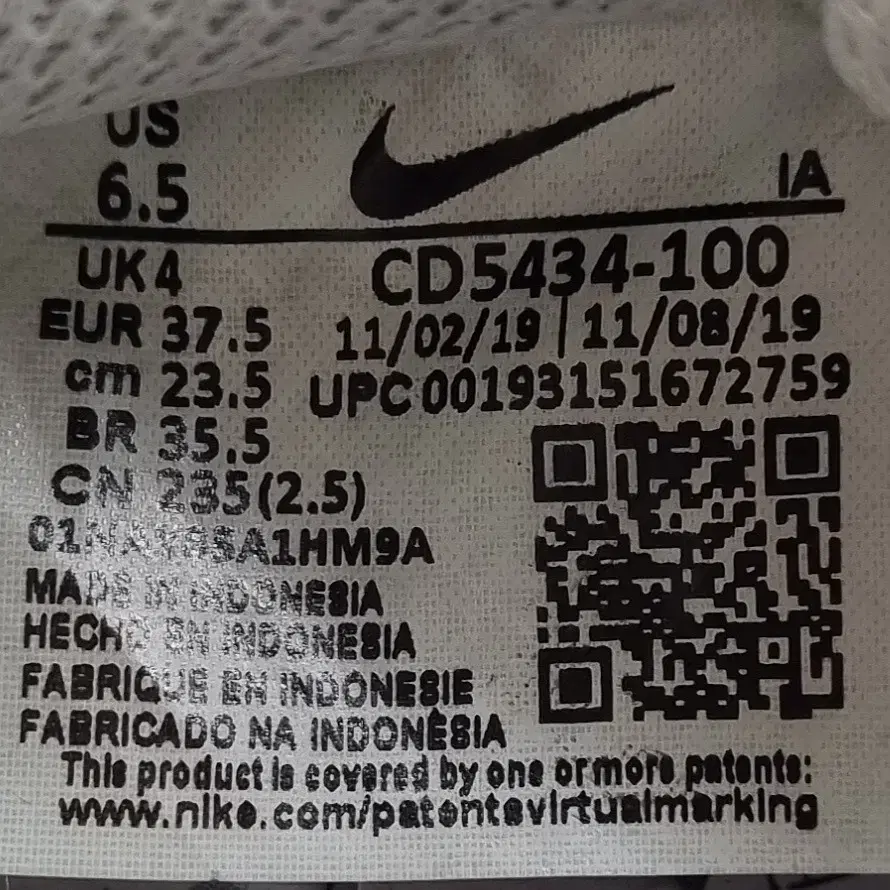 US
6.5
IA
UK 4
CD5434-100
EUR 37.5
11/02/19 | 11/08/19
cm 23.5
UPC 00193151672759
BR 35.5
CN 235(2.5)
MADE IN INDONESIA
HECHO EN INDONESIA
FABRIQUE EN INDONESIE
FABRICADO NA INDONÉSIA
This product is covered by one or more patents:
www.nike.com/patentsvirtualmarking